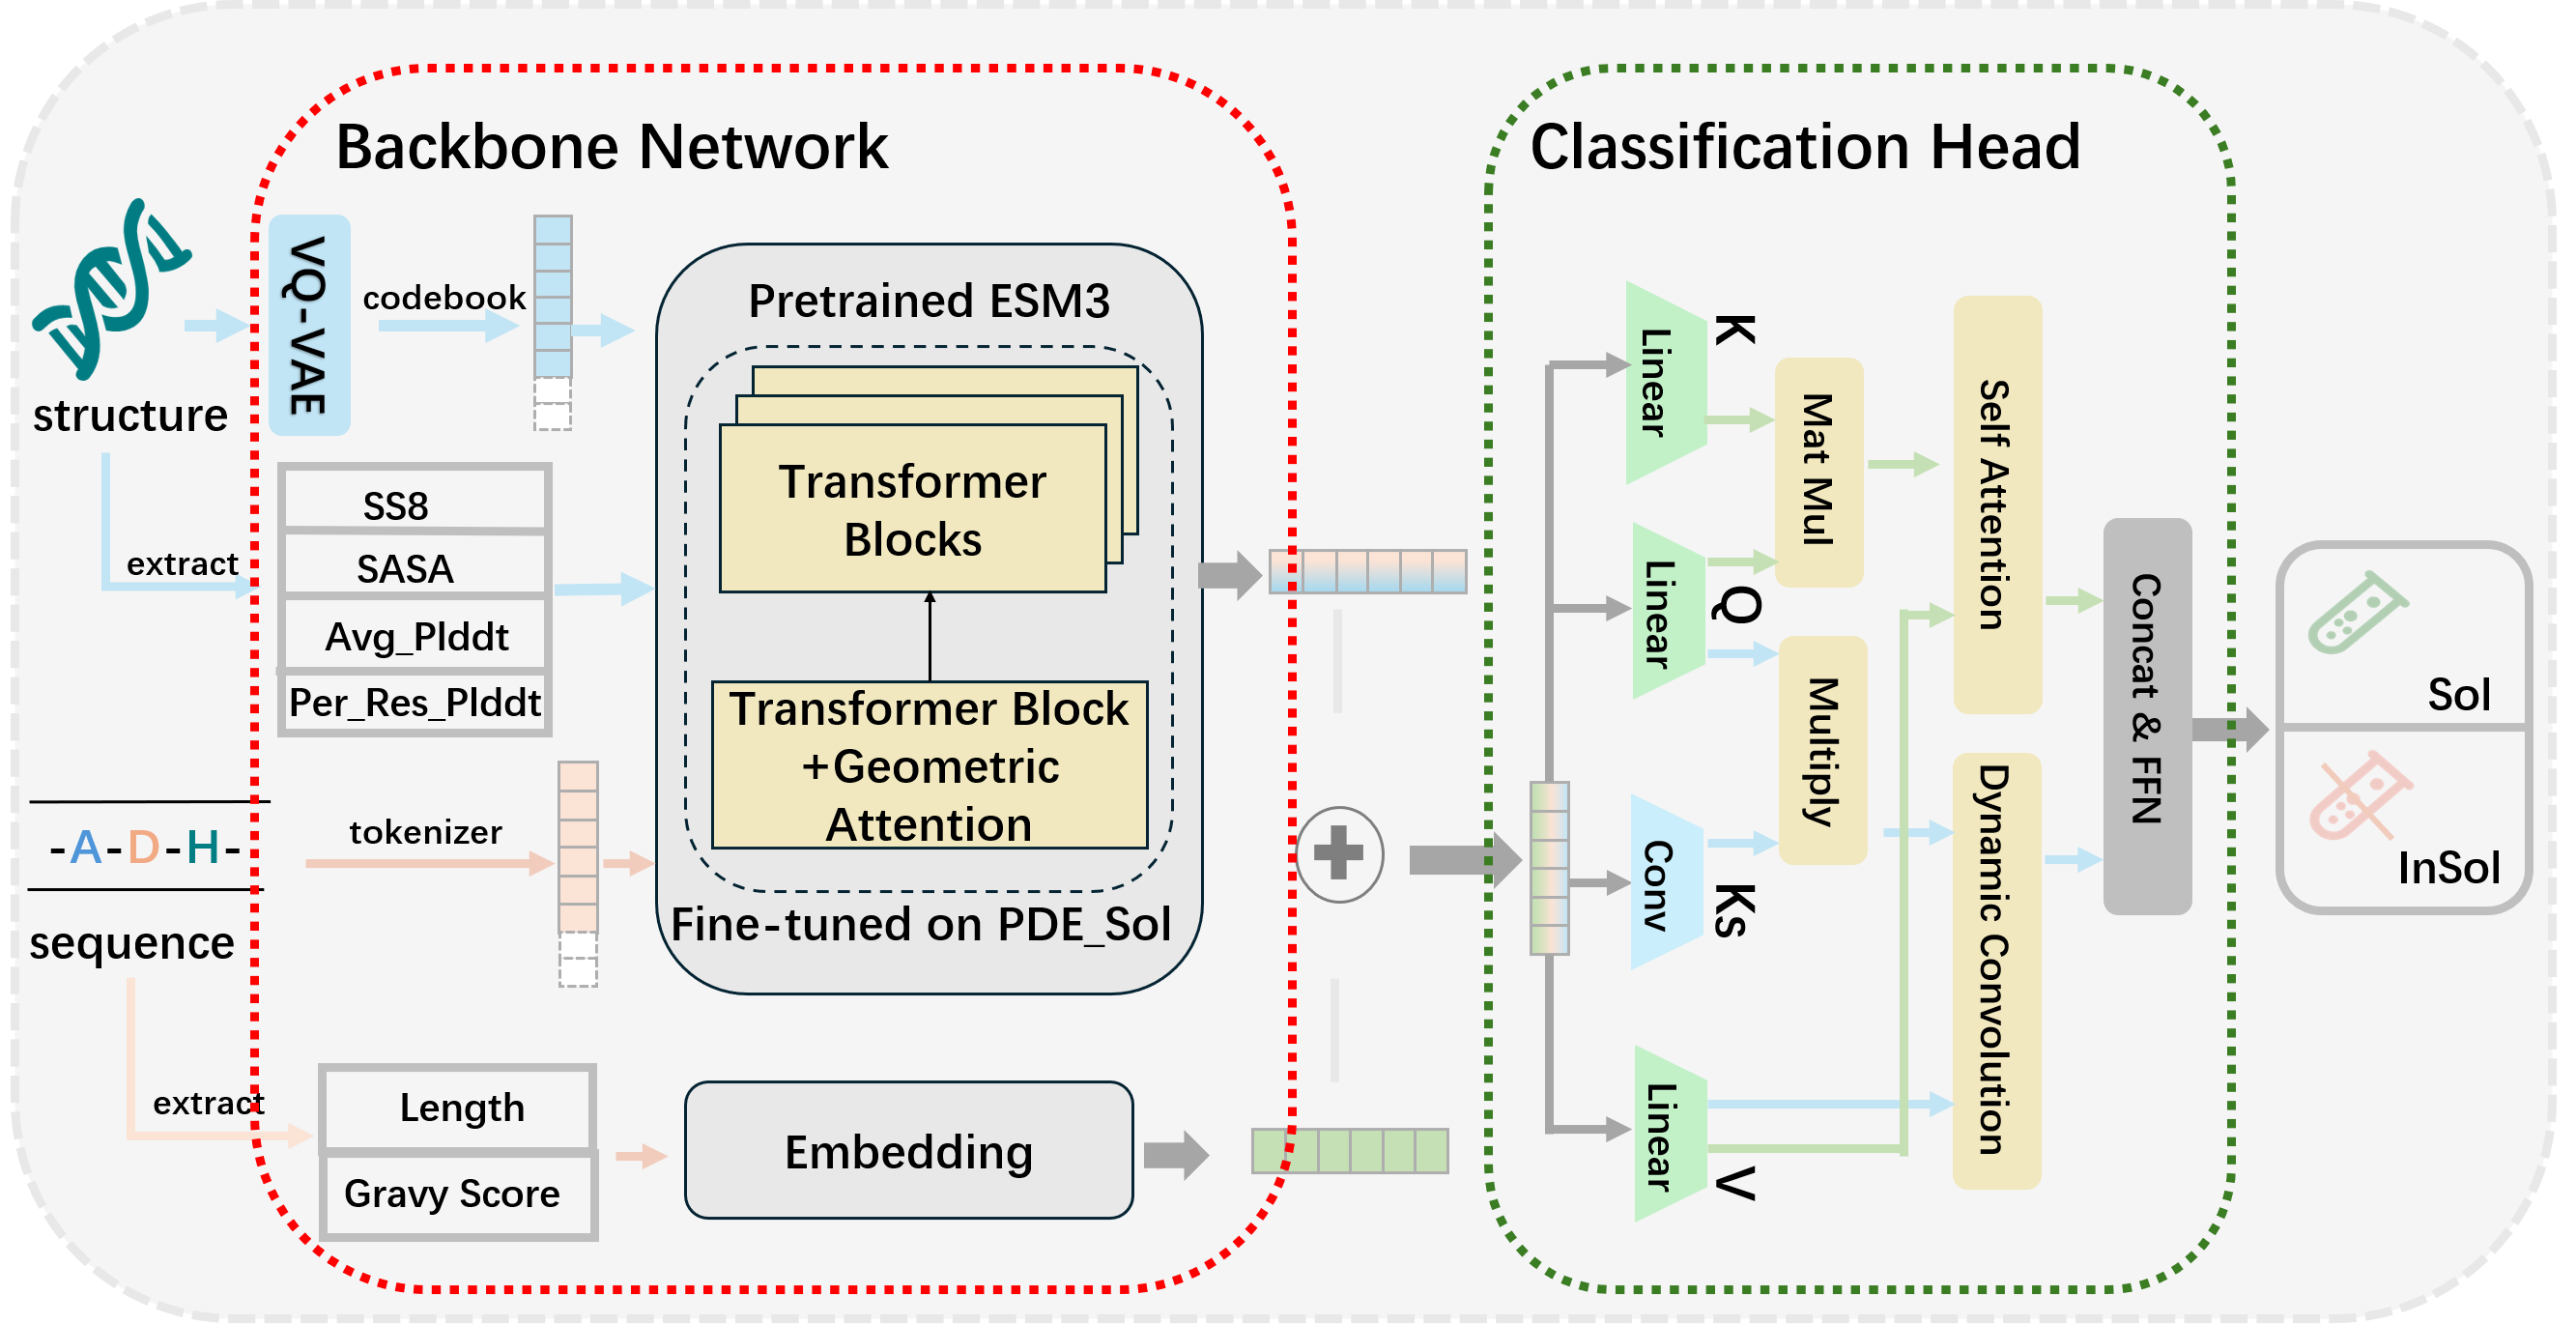 Backbone Network
Classification Head
structure
VQ-VAE
codebook
extract
SS8
SASA
Avg_Plddt
Per_Res_Plddt
-A-D-H-
sequence
tokenizer
extract
Length
Gravy Score
Pretrained ESM3
Transformer
Blocks
Transformer Block
+Geometric
Attention
Fine-tuned on PDE_Sol
Embedding
Linear
K
Linear
Q
Conv
Ks
Linear
V
Mat Mul
Multiply
Self Attention
Dynamic Convolution
Concat & FFN
Sol
InSol